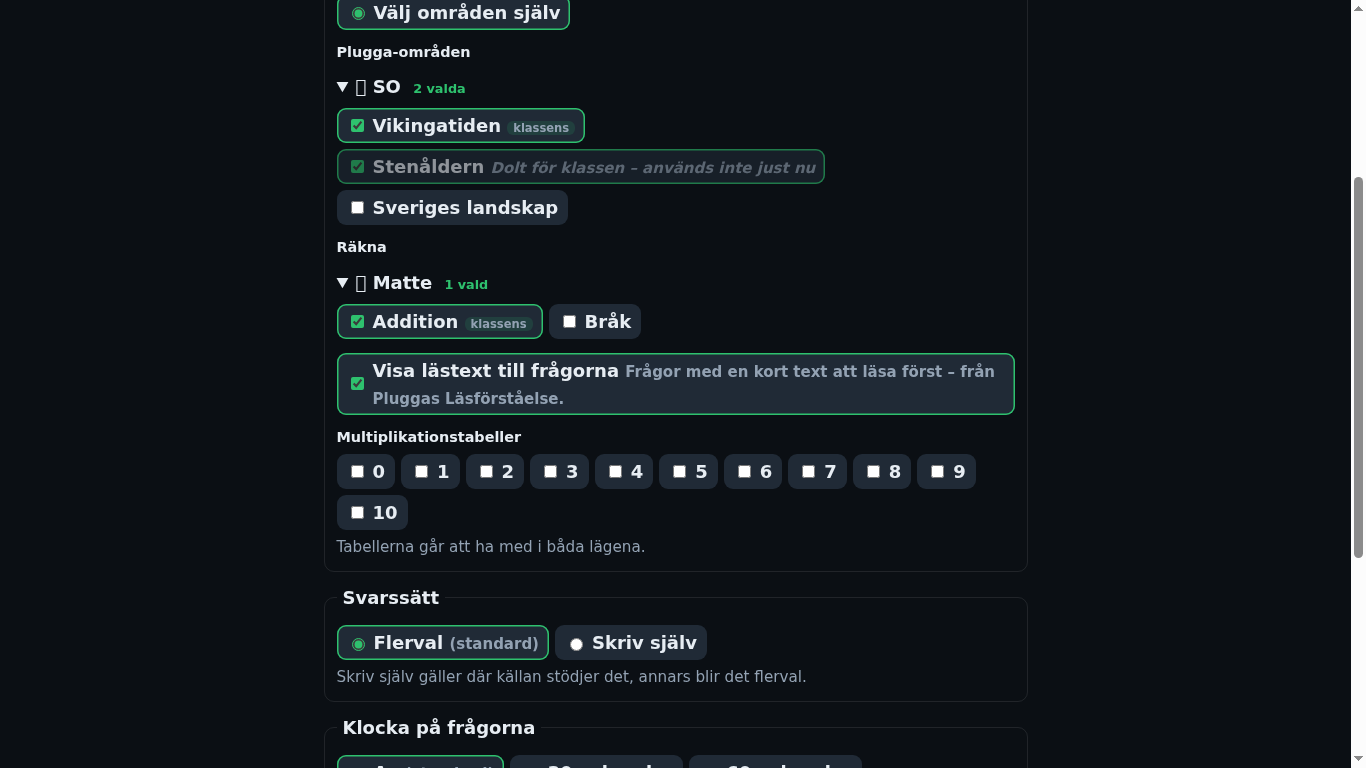 Välj områden själv
Plugga-områden
SO 2 valda
Vikingatiden klassens
Stenåldern Dolt för klassen – används inte just nu
Sveriges landskap
Räkna
Matte 1 vald
Addition klassens Bråk
Visa lästext till frågorna Frågor med en kort text att läsa först – från
Pluggas Läsförståelse.
Multiplikationstabeller
0 1 2 3 4 5 6 7 8 9
10
Tabellerna går att ha med i båda lägena.
Svarssätt
Flerval (standard) Skriv själv
Skriv själv gäller där källan stödjer det, annars blir det flerval.
Klocka på frågorna